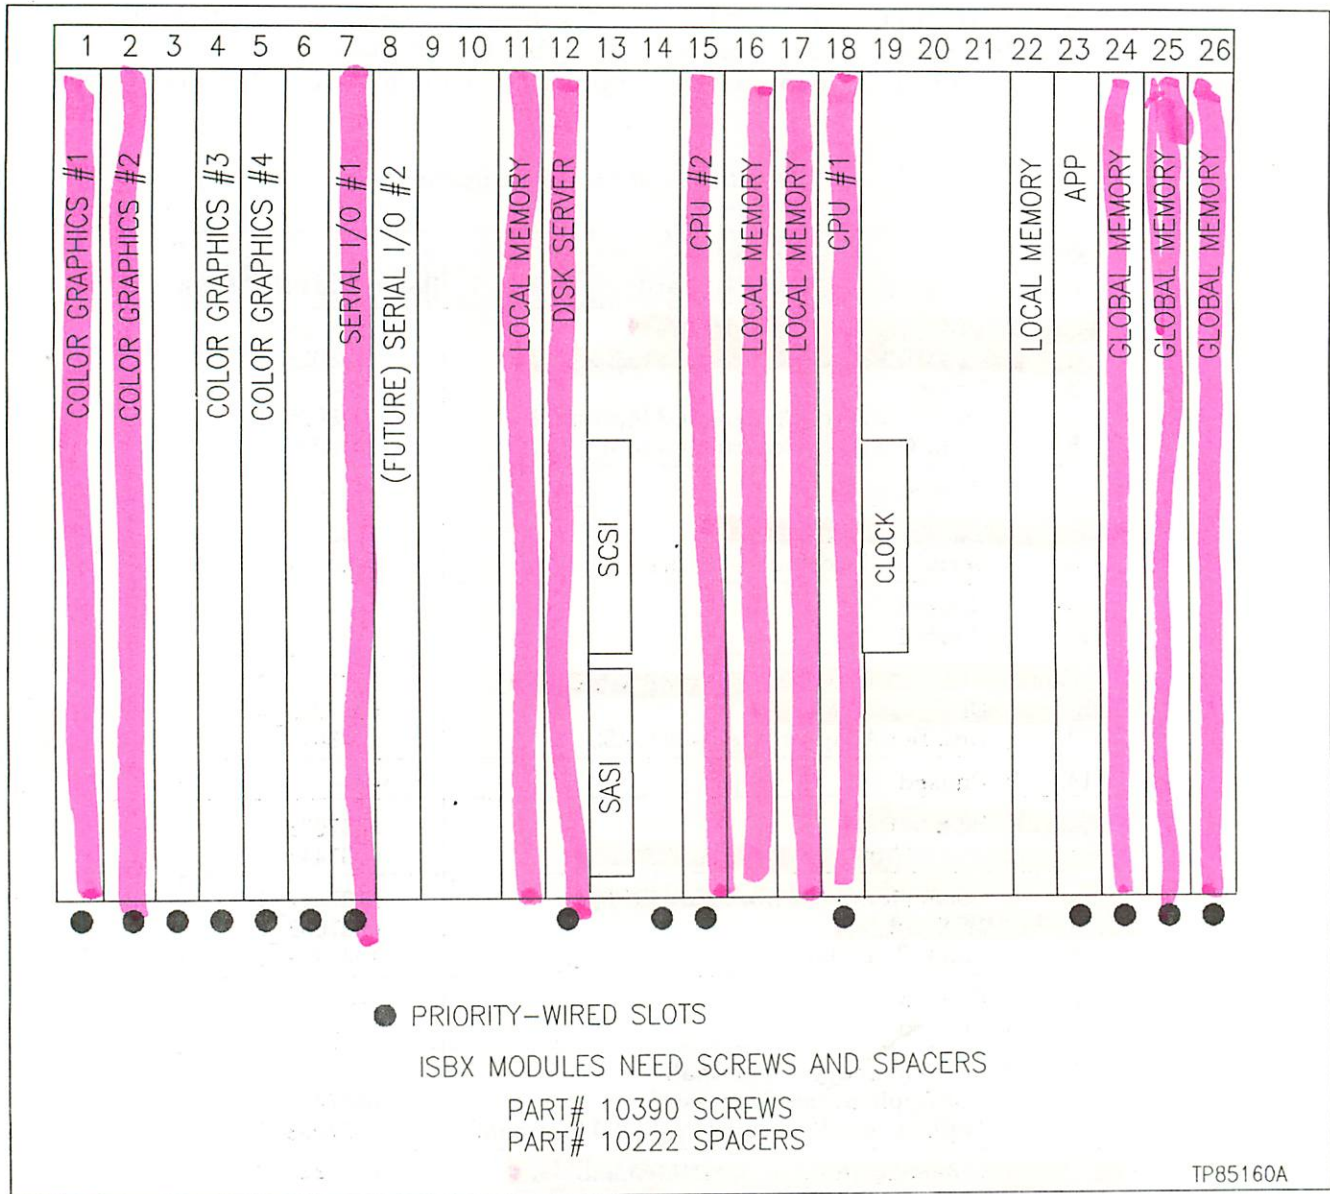 1 2 3 4 5 6 7 8 9 10 11 12 13 14 15 16 17 18 19 20 21 22 23 24 25 26
COLOR GRAPHICS #1
COLOR GRAPHICS #2
COLOR GRAPHICS #3
COLOR GRAPHICS #4
SERIAL I/O #1
(FUTURE) SERIAL I/O #2
LOCAL MEMORY
DISK SERVER
SCSI
SASI
CPU #2
LOCAL MEMORY
LOCAL MEMORY
CPU #1
CLOCK
LOCAL MEMORY
APP
GLOBAL MEMORY
GLOBAL MEMORY
GLOBAL MEMORY
PRIORITY-WIRED SLOTS
ISBX MODULES NEED SCREWS AND SPACERS
PART# 10390 SCREWS
PART# 10222 SPACERS
TP85160A